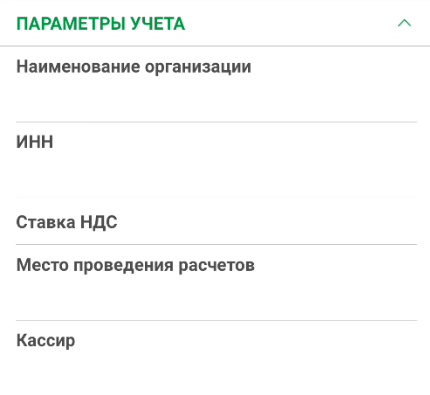 ПАРАМЕТРЫ УЧЕТА
Наименование организации
ИНН
Ставка НДС
Место проведения расчетов
Кассир